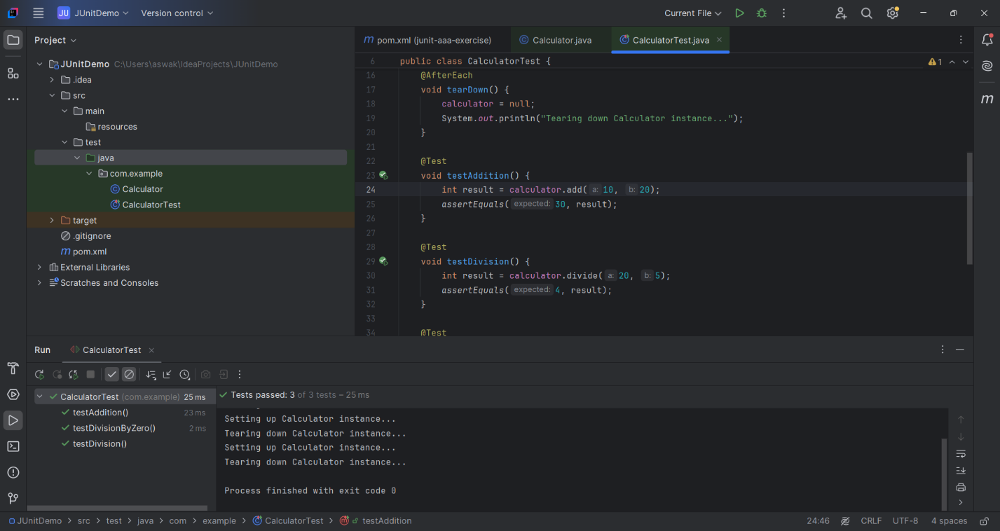 JU JUnitDemo Version control Current File
Project
JUnitDemo C:\Users\aswak\IdeaProjects\JUnitDemo
.idea
src
main
resources
test
java
com.example
Calculator
CalculatorTest
target
.gitignore
m pom.xml
External Libraries
Scratches and Consoles
m pom.xml (junit-aaa-exercise) Calculator.java CalculatorTest.java
6 public class CalculatorTest { 1
16 @AfterEach
17 void tearDown() {
18 calculator = null;
19 System.out.println("Tearing down Calculator instance...");
20 }
21
22 @Test
23 void testAddition() {
24 int result = calculator.add( a: 10, b: 20);
25 assertEquals( expected: 30, result);
26 }
27
28 @Test
29 void testDivision() {
30 int result = calculator.divide( a: 20, b: 5);
31 assertEquals( expected: 4, result);
32 }
33
34 @Test
m
Run CalculatorTest
CalculatorTest (com.example) 25 ms
testAddition() 23 ms
testDivisionByZero() 2 ms
testDivision()
Tests passed: 3 of 3 tests – 25 ms
Setting up Calculator instance...
Tearing down Calculator instance...
Setting up Calculator instance...
Tearing down Calculator instance...
Process finished with exit code 0
JUnitDemo > src > test > java > com > example > CalculatorTest > testAddition 24:46 CRLF UTF-8 4 spaces